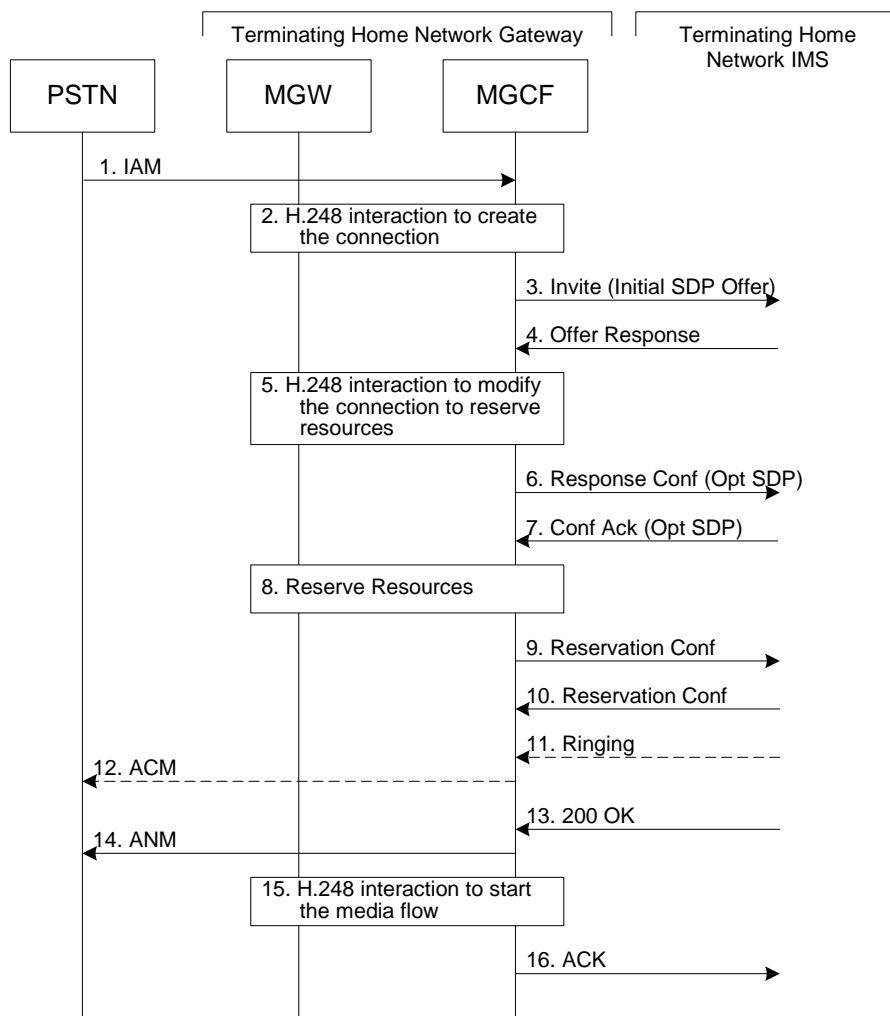 Terminating Home Network Gateway
Terminating Home
Network IMS
PSTN
MGW
MGCF
1. IAM
2. H.248 interaction to create
the connection
3. Invite (Initial SDP Offer)
4. Offer Response
5. H.248 interaction to modify
the connection to reserve
resources
6. Response Conf (Opt SDP)
7. Conf Ack (Opt SDP)
8. Reserve Resources
9. Reservation Conf
10. Reservation Conf
11. Ringing
12. ACM
13. 200 OK
14. ANM
15. H.248 interaction to start
the media flow
16. ACK